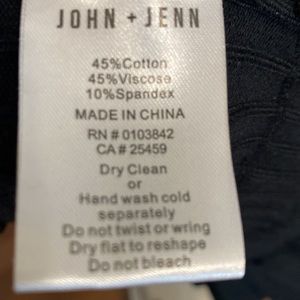 JOHN + JENN
45%Cotton
45%Viscose
10%Spandex
MADE IN CHINA
RN # 0103842
CA # 25459
Dry Clean
or
Hand wash cold
separately
Do not twist or wring
Dry flat to reshape
Do not bleach